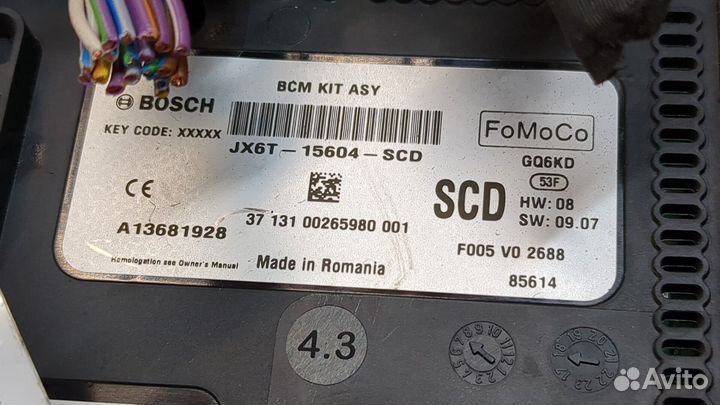 BCM KIT ASY
BOSCH
FoMoCo
KEY CODE: XXXXX
JX6T-15604-SCD
GQ6KD
53F
CE
SCD
HW: 08
SW: 09.07
A13681928
37 131 00265980 001
F005 V0 2688
Homologation see Owner's Manual
Made in Romania
85614
4.3
Avito